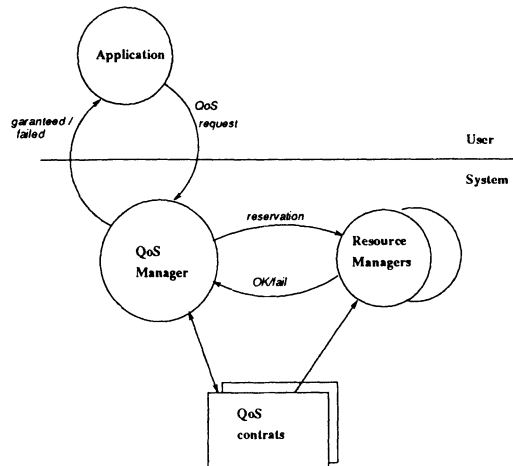 Application
garanteed /
failed
QoS
request
User
System
reservation
QoS
Manager
Resource
Managers
OK/fail
QoS
contrats